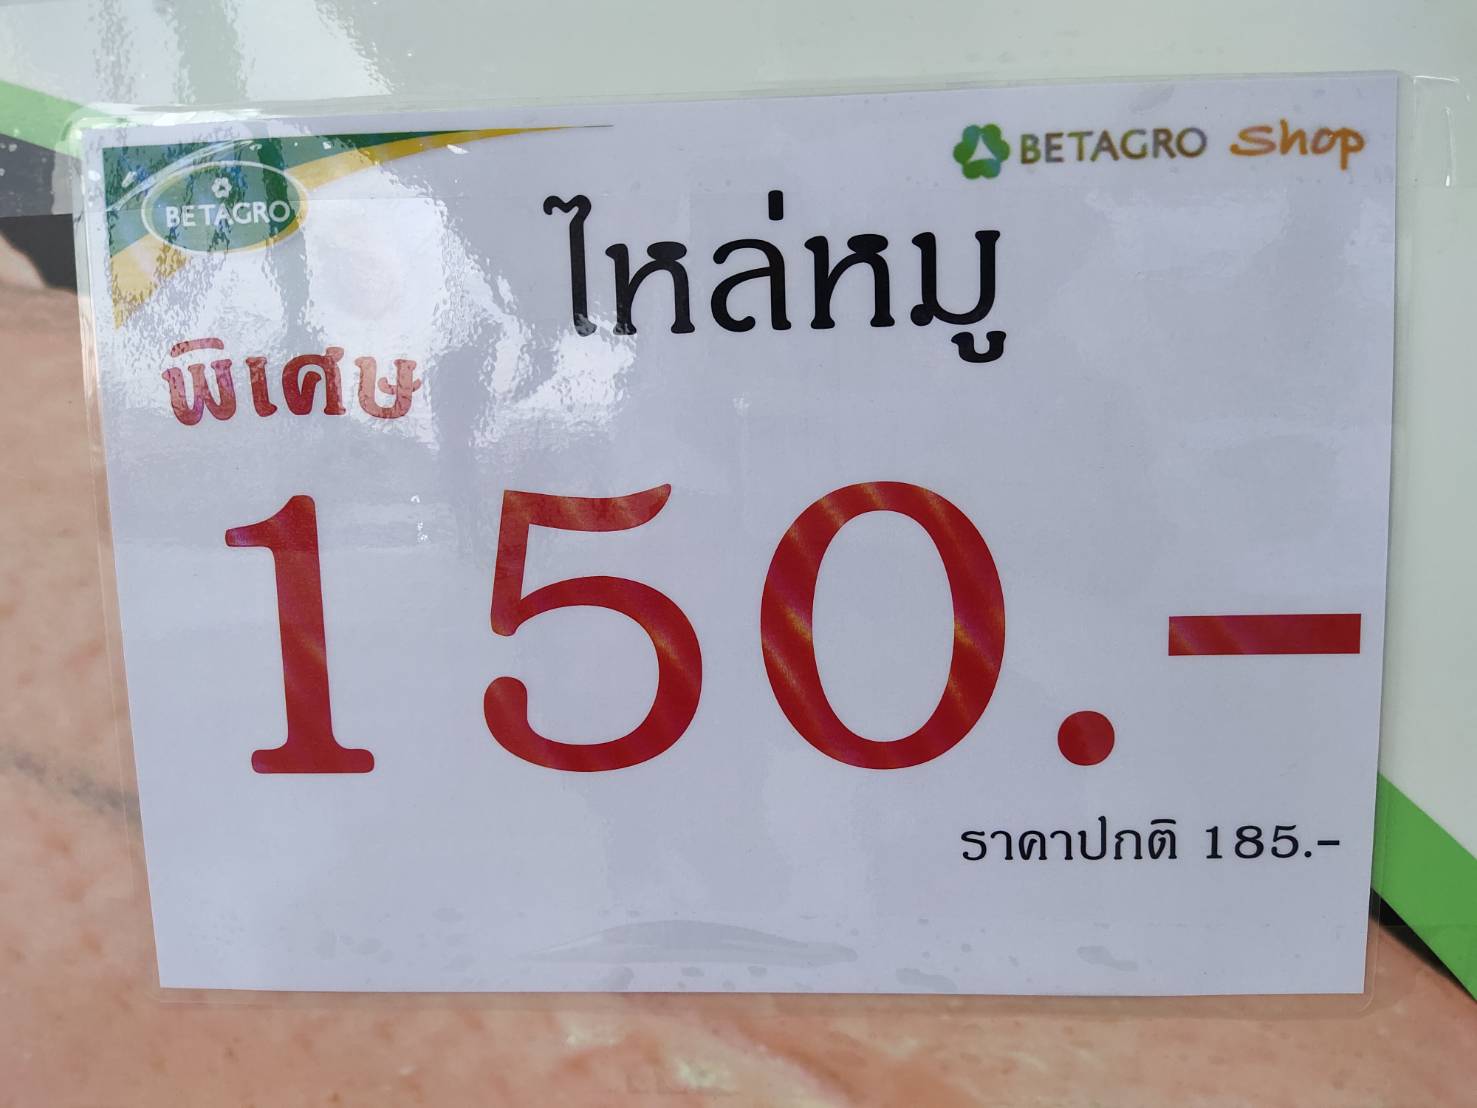 BETAGRO
BETAGRO Shop
ไหล่หมู
พิเศษ
150.-
ราคาปกติ 185.-